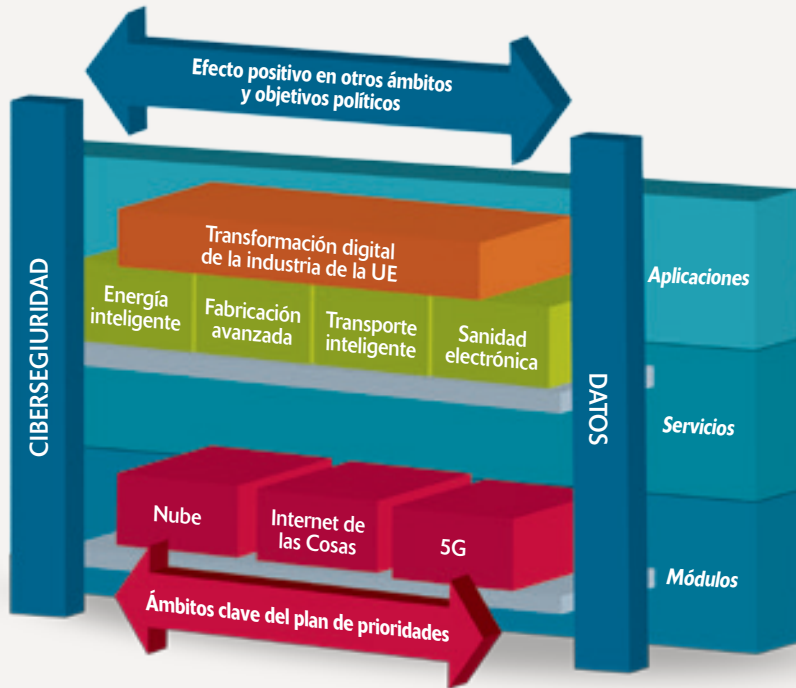 Efecto positivo en otros ámbitos
y objetivos políticos
CIBERSEGIURIDAD
Transformación digital
de la industria de la UE
Energía
inteligente
Fabricación
avanzada
Transporte
inteligente
Sanidad
electrónica
DATOS
Aplicaciones
Servicios
Módulos
Nube
Internet de
las Cosas
5G
Ámbitos clave del plan de prioridades